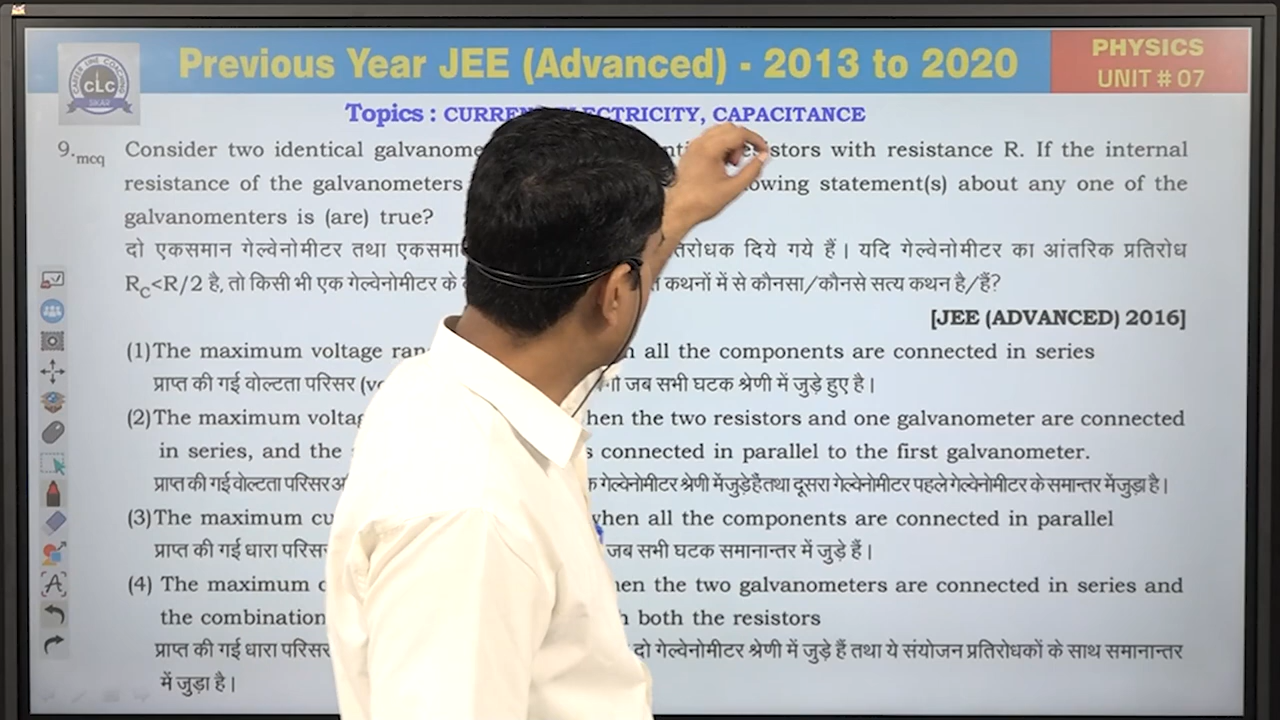 Previous Year JEE (Advanced) - 2013 to 2020
PHYSICS
UNIT # 07
CLC
SIKAR
Topics : CURREN ECTRICITY, CAPACITANCE
9. mcq Consider two identical galvanome stors with resistance R. If the internal
resistance of the galvanometers owing statement(s) about any one of the
galvanomenters is (are) true?
दो एकसमान गेल्वेनोमीटर तथा एकसमा तिरोधक दिये गये हैं। यदि गेल्वेनोमीटर का आंतरिक प्रतिरोध
RC<R/2 है, तो किसी भी एक गेल्वेनोमीटर के कथनों में से कौनसा/कौनसे सत्य कथन है/हैं?
[JEE (ADVANCED) 2016]
(1)The maximum voltage ran all the components are connected in series
प्राप्त की गई वोल्टता परिसर जब सभी घटक श्रेणी में जुड़े हुए है।
(2)The maximum voltag hen the two resistors and one galvanometer are connected
in series, and the s connected in parallel to the first galvanometer.
प्राप्त की गई वोल्टता परिसर गेल्वेनोमीटर श्रेणी में जुड़े हैं तथा दूसरा गेल्वेनोमीटर पहले गेल्वेनोमीटर के समान्तर में जुड़ा है।
(3)The maximum cu when all the components are connected in parallel
प्राप्त की गई धारा परिसर जब सभी घटक समानान्तर में जुड़े हैं।
(4) The maximum c hen the two galvanometers are connected in series and
the combination both the resistors
प्राप्त की गई धारा परिसर दो गेल्वेनोमीटर श्रेणी में जुड़े हैं तथा ये संयोजन प्रतिरोधकों के साथ समानान्तर
में जुड़ा है।